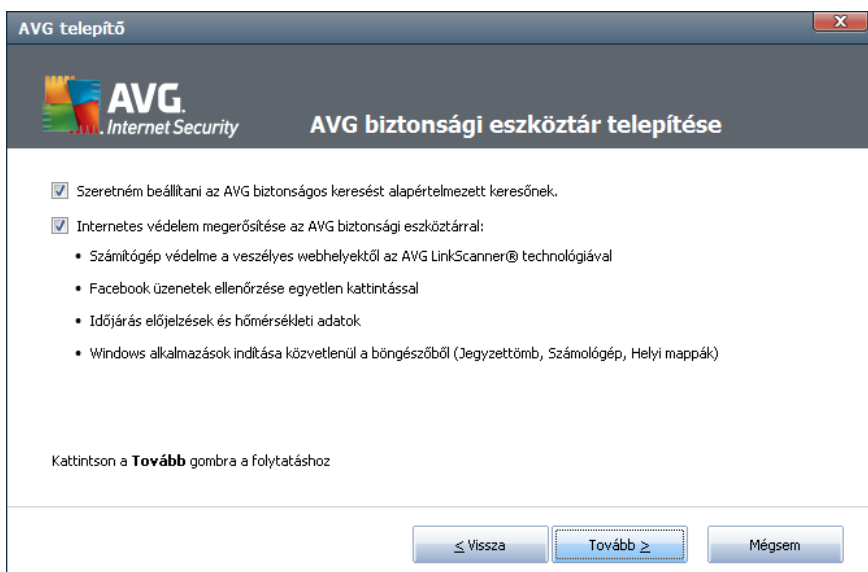 AVG telepítő
AVG.
Internet Security
AVG biztonsági eszköztár telepítése
Szeretném beállítani az AVG biztonságos keresést alapértelmezett keresőnek.
Internetes védelem megerősítése az AVG biztonsági eszköztárral:
• Számítógép védelme a veszélyes webhelyektől az AVG LinkScanner® technológiával
• Facebook üzenetek ellenőrzése egyetlen kattintással
• Időjárás előjelzések és hőmérsékleti adatok
• Windows alkalmazások indítása közvetlenül a böngészőből (Jegyzettömb, Számológép, Helyi mappák)
Kattintson a Tovább gombra a folytatáshoz
< Vissza
Tovább >
Mégsem